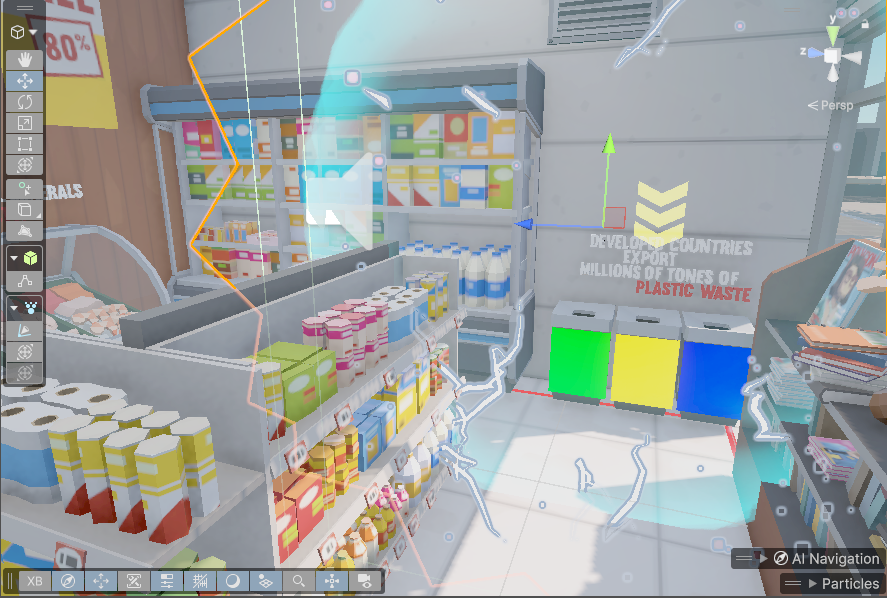 80%
ERALS
y
z
Persp
DEVELOPED COUNTRIES
EXPORT
MILLIONS OF TONES OF
PLASTIC WASTE
AI Navigation
XB
Particles